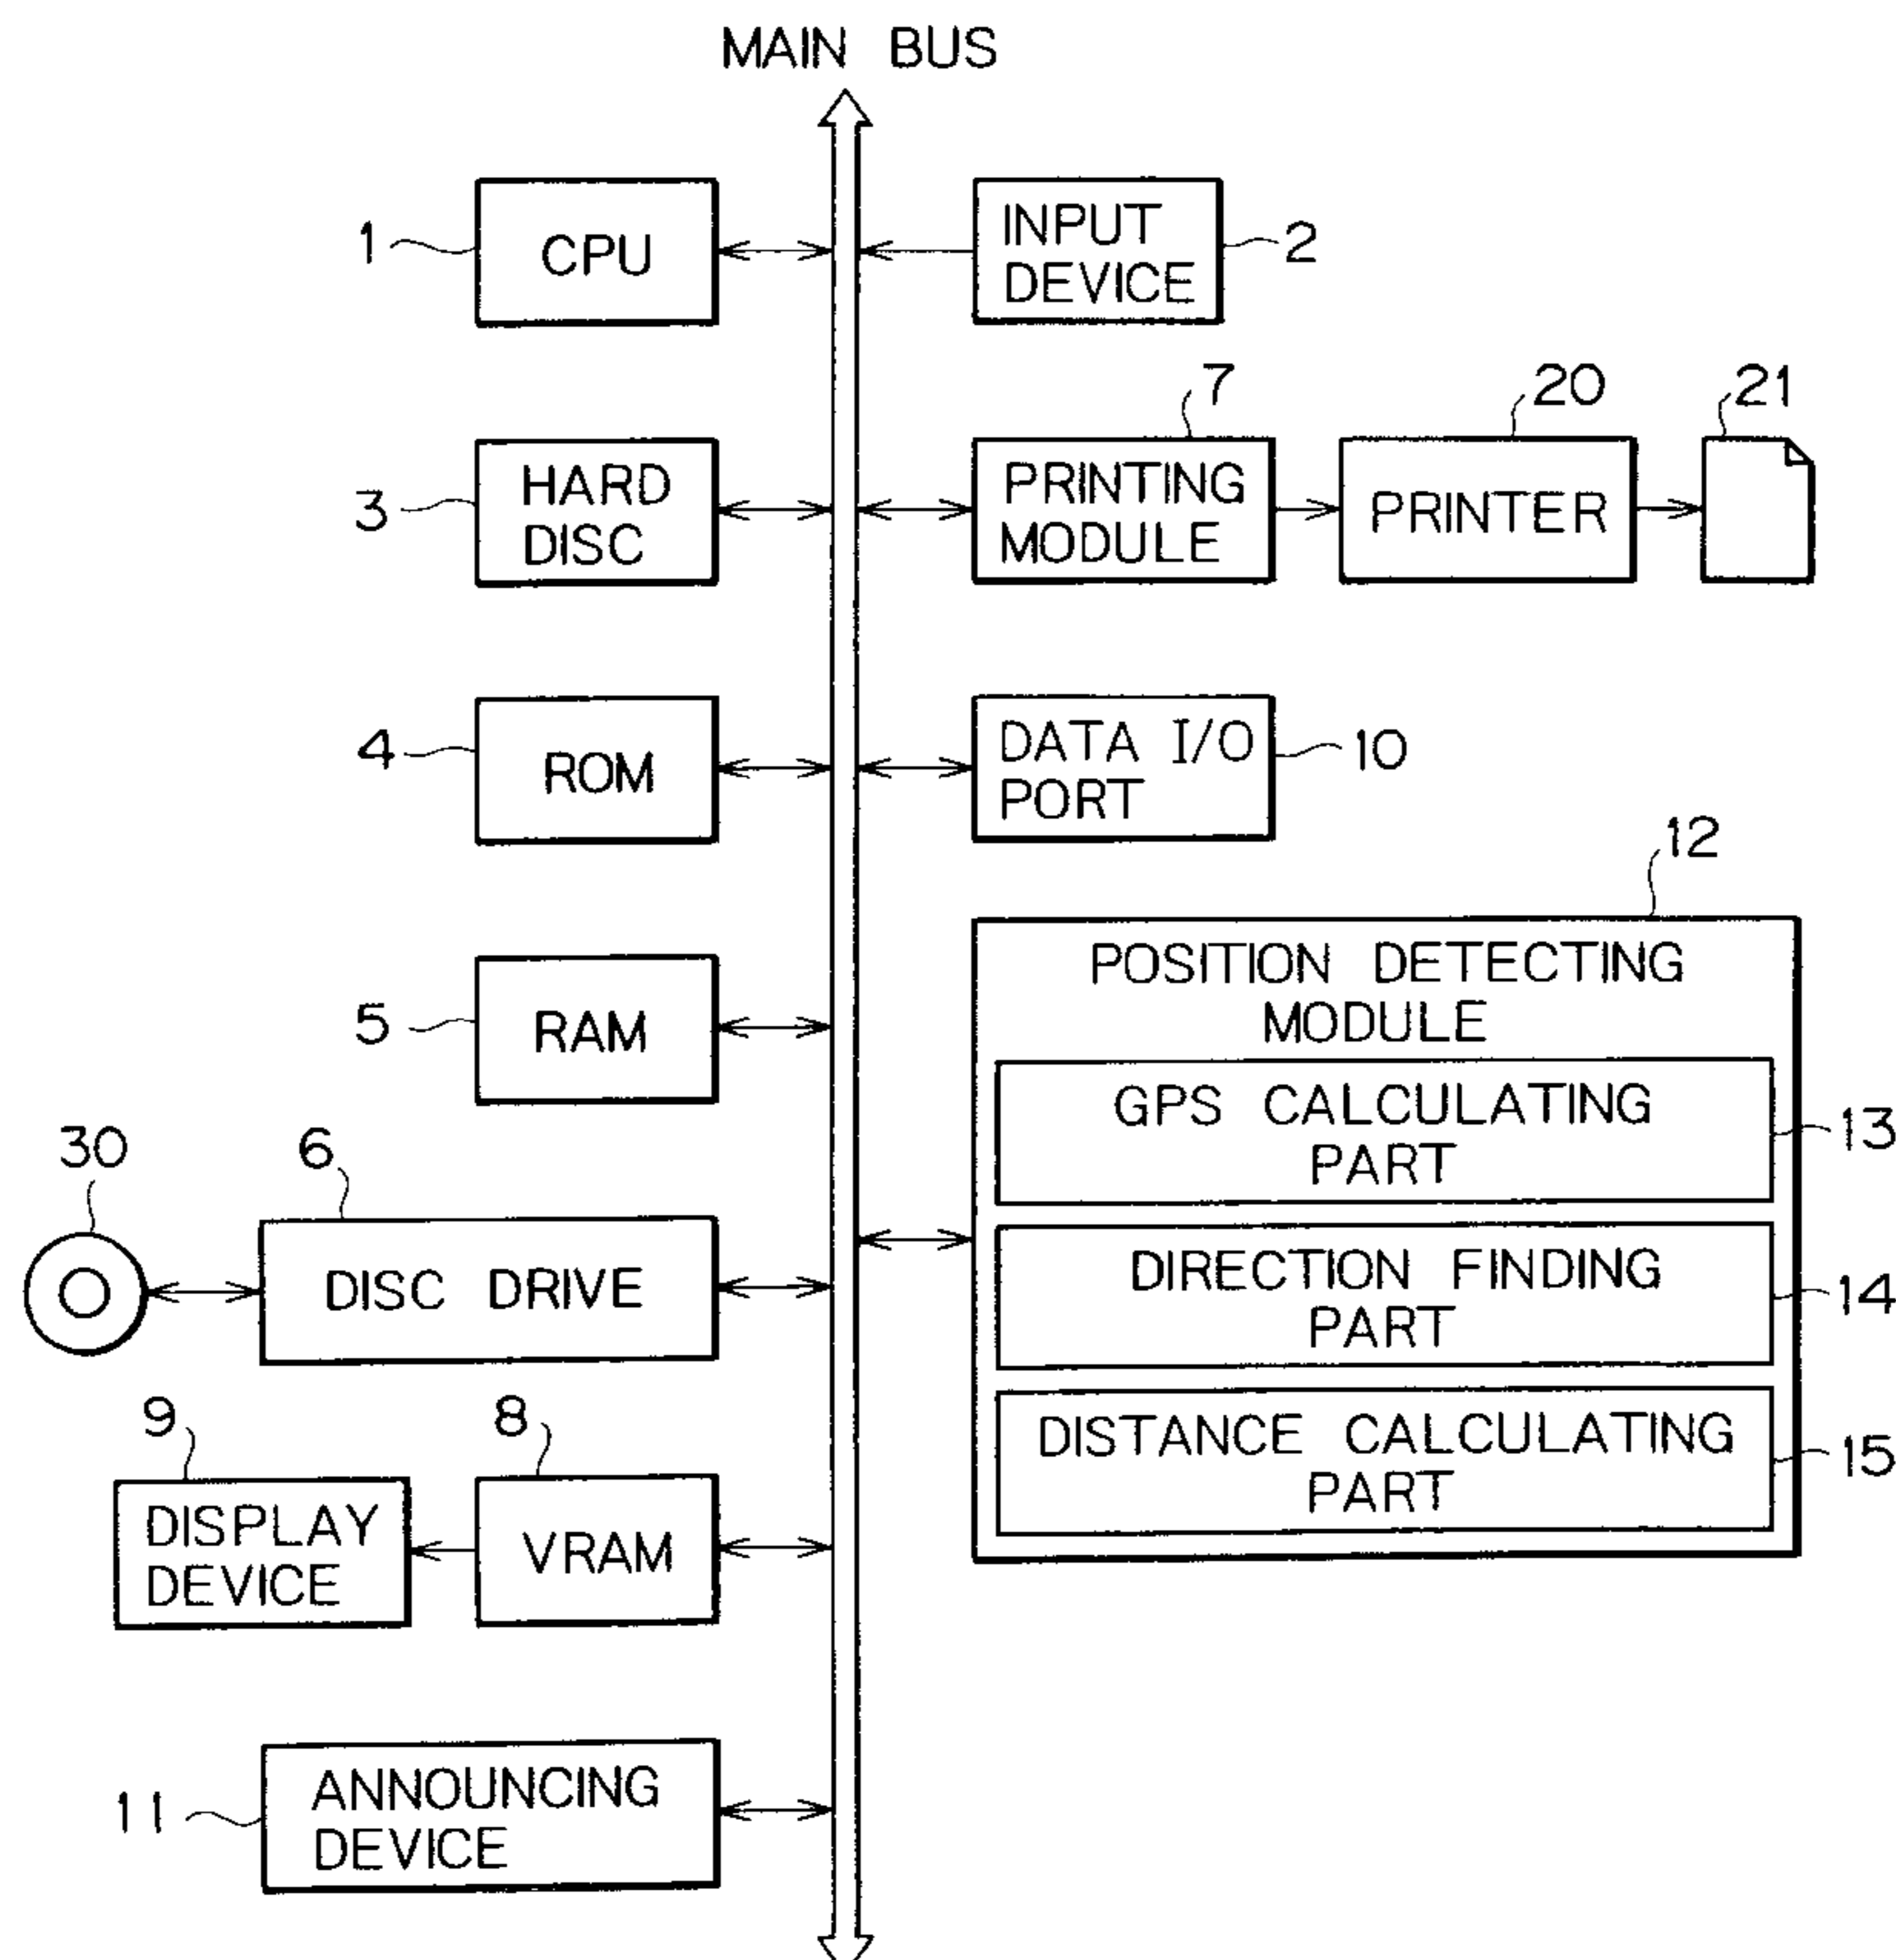 MAIN BUS
1
CPU
INPUT
DEVICE
2
3
HARD
DISC
7
PRINTING
MODULE
20
PRINTER
21
4
ROM
DATA I/O
PORT
10
5
RAM
12
POSITION DETECTING
MODULE
GPS CALCULATING
PART
13
DIRECTION FINDING
PART
14
DISTANCE CALCULATING
PART
15
30
6
DISC DRIVE
9
DISPLAY
DEVICE
8
VRAM
11
ANNOUNCING
DEVICE